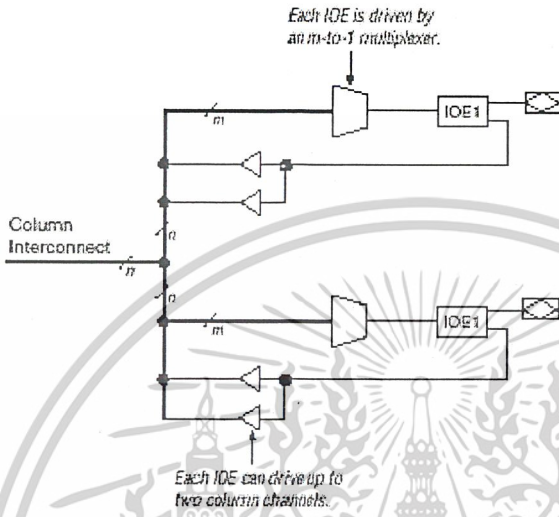 Each IOE is driven by
an m-to-1 multiplexer.
m
IOE1
Column
Interconnect
n
n
n
m
IOE1
Each IOE can drive up to
two column channels.